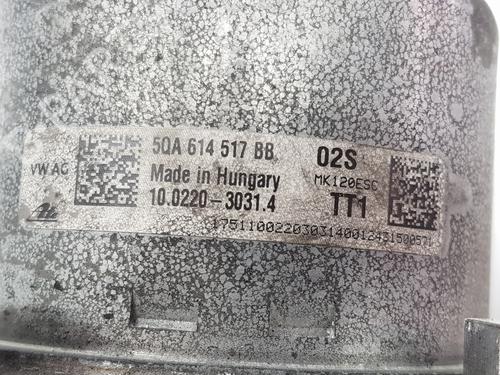 VW AG
5QA 614 517 BB
Made in Hungary
10.0220-3031.4
02S
MK120ESC
TT1